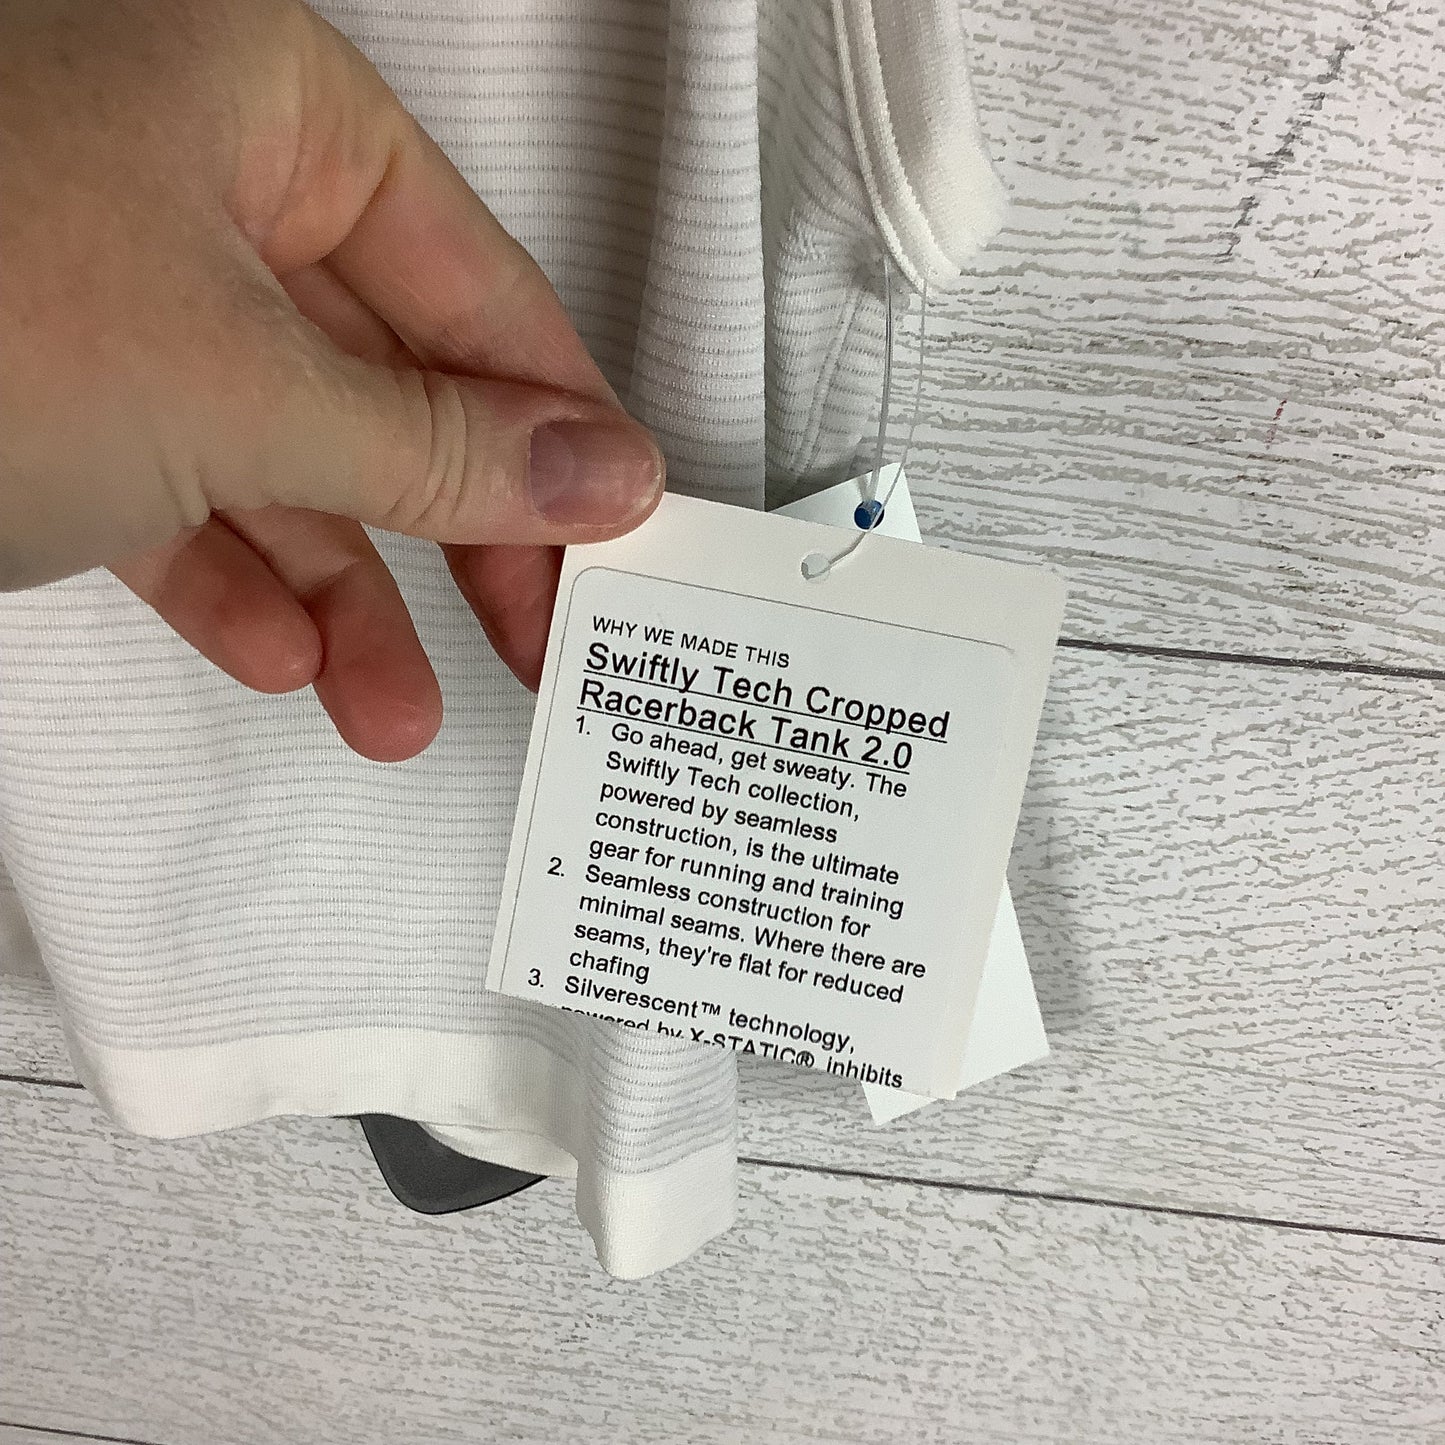 WHY WE MADE THIS
Swiftly Tech Cropped
Racerback Tank 2.0
1. Go ahead, get sweaty. The
Swiftly Tech collection,
powered by seamless
construction, is the ultimate
gear for running and training
2. Seamless construction for
minimal seams. Where there are
seams, they're flat for reduced
chafing
3. Silverescent™ technology,
powered by X-STATIC®, inhibits